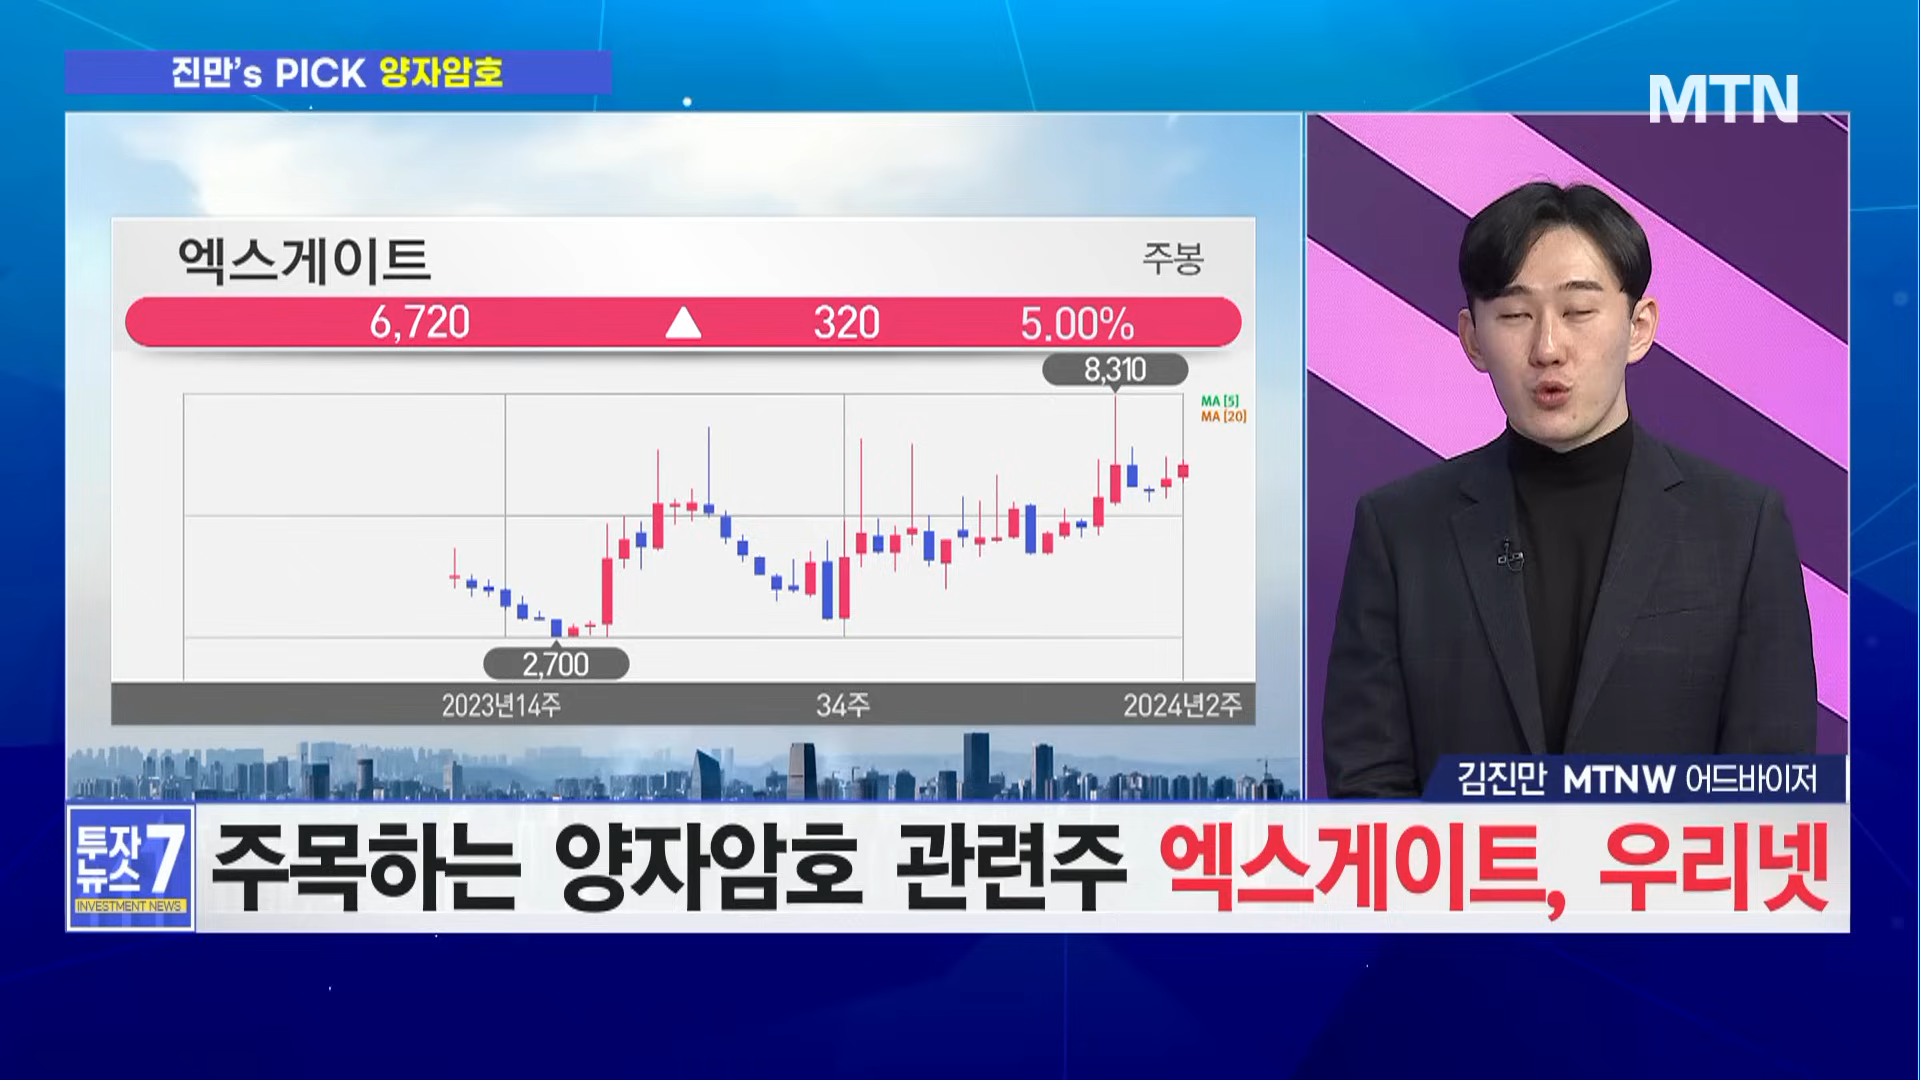 진만's PICK 양자암호
MTN
엑스게이트
주봉
6,720 ▲ 320 5.00%
8,310
MA [5]
MA [20]
2,700
2023년14주
34주
2024년2주
김진만 MTNW 어드바이저
투자
뉴스 7
INVESTMENT NEWS
주목하는 양자암호 관련주 엑스게이트, 우리넷